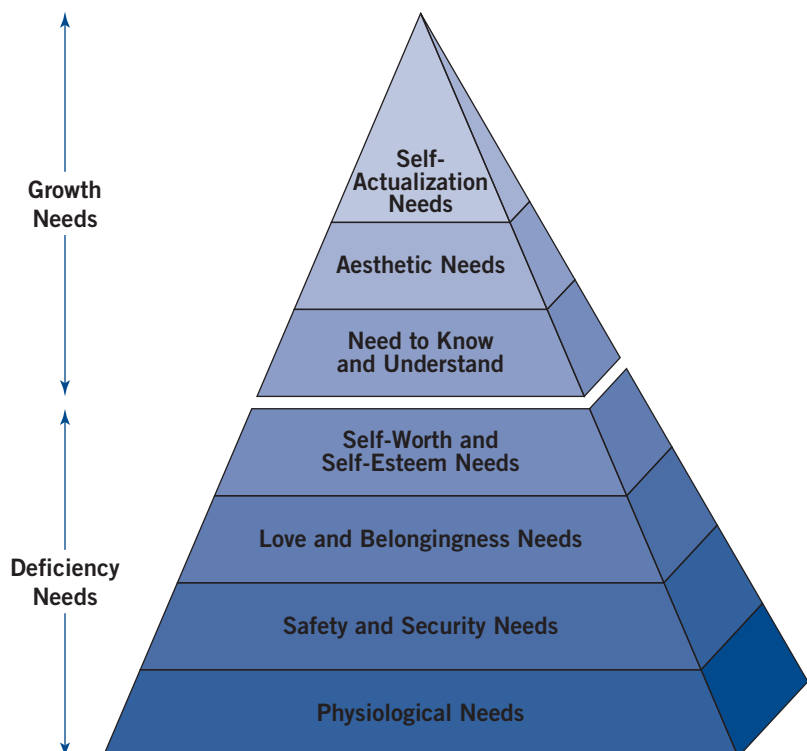 Growth
Needs
Self-
Actualization
Needs
Aesthetic Needs
Need to Know
and Understand
Deficiency
Needs
Self-Worth and
Self-Esteem Needs
Love and Belongingness Needs
Safety and Security Needs
Physiological Needs